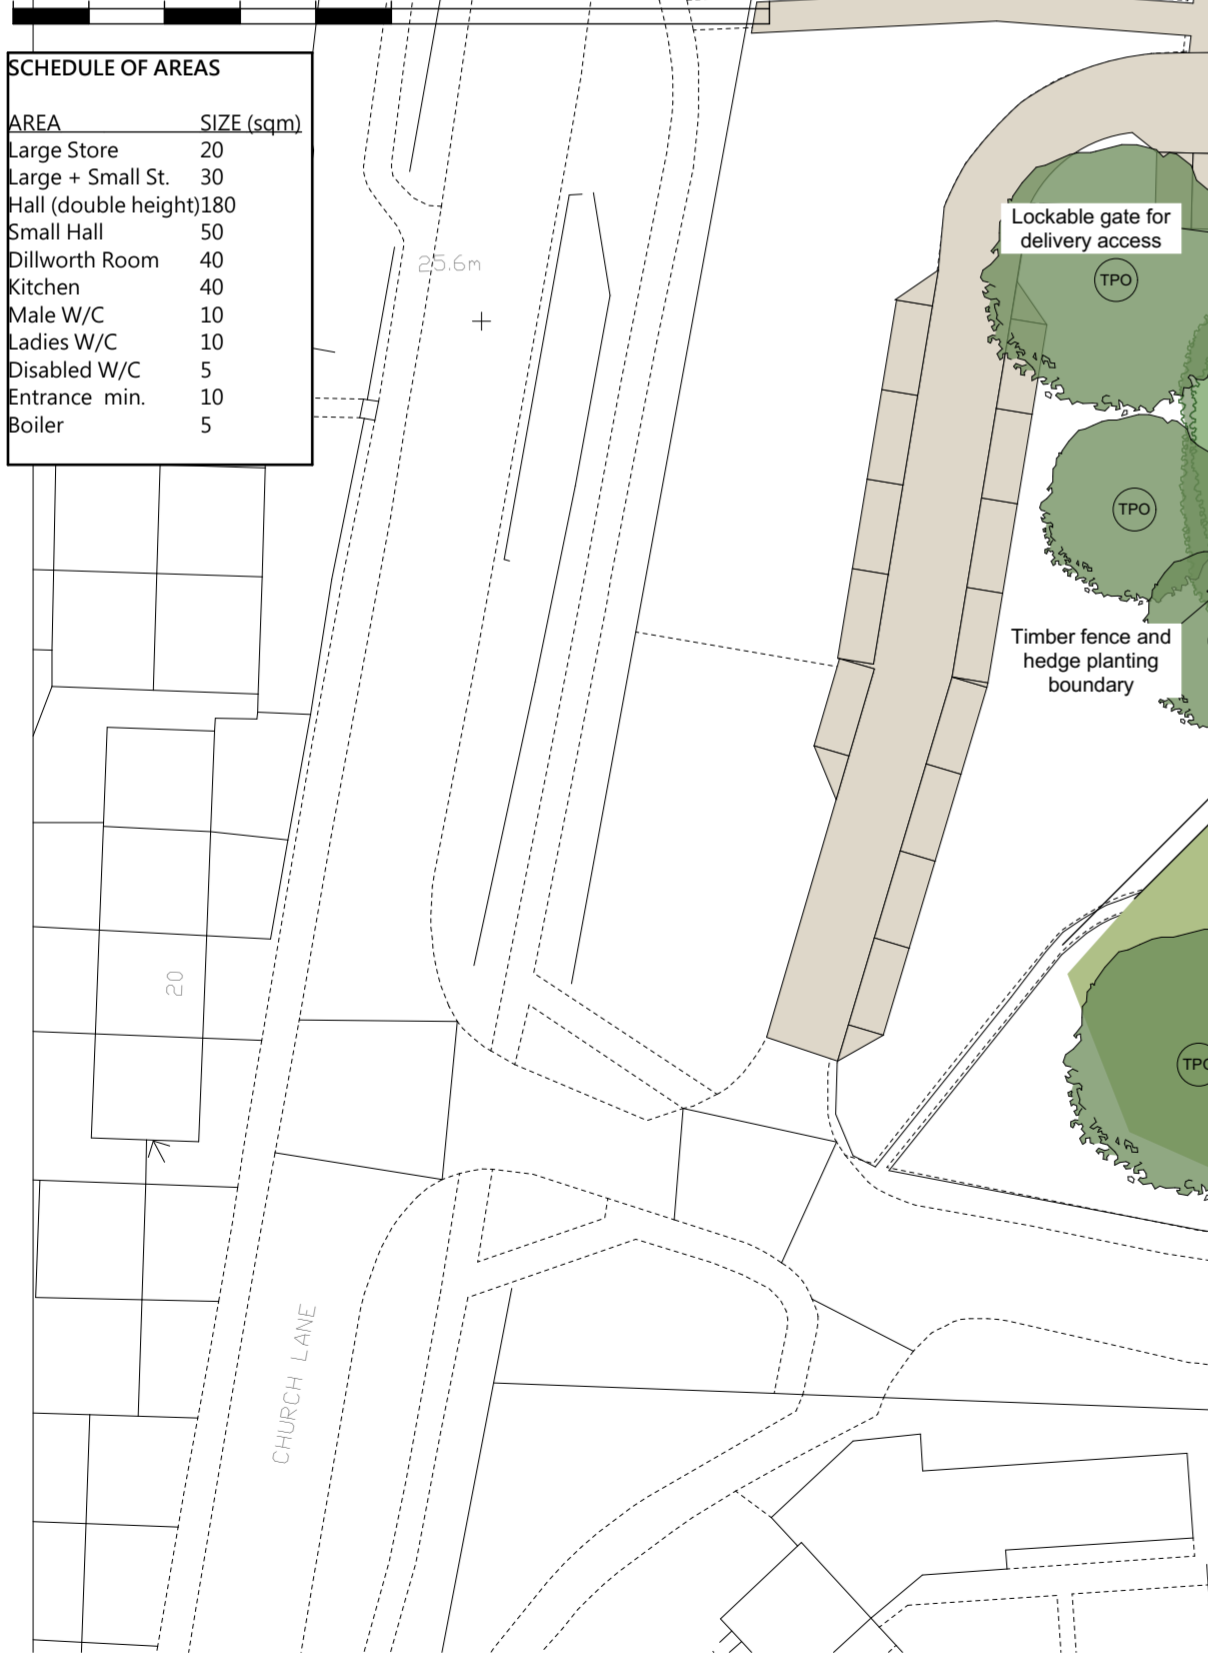 SCHEDULE OF AREAS
AREA SIZE (sqm)
Large Store 20
Large + Small St. 30
Hall (double height) 180
Small Hall 50
Dillworth Room 40
Kitchen 40
Male W/C 10
Ladies W/C 10
Disabled W/C 5
Entrance min. 10
Boiler 5
25.6m
Lockable gate for
delivery access
TPO
TPO
Timber fence and
hedge planting
boundary
20
TPO
CHURCH LANE